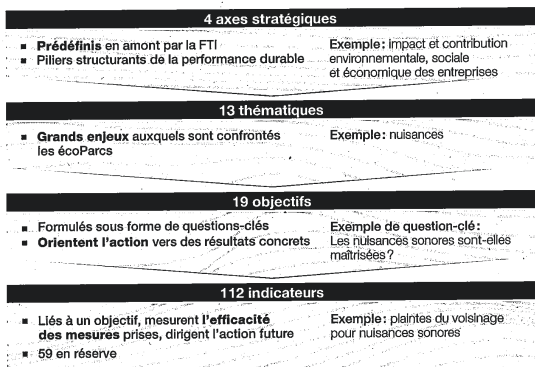 4 axes stratégiques
▪ Prédéfinis en amont par la FTI
▪ Piliers structurants de la performance durable
Exemple: impact et contribution
environnementale, sociale
et économique des entreprises
13 thématiques
▪ Grands enjeux auxquels sont confrontés
les écoParcs
Exemple: nuisances
19 objectifs
▪ Formulés sous forme de questions-clés
▪ Orientent l'action vers des résultats concrets
Exemple de question-clé:
Les nuisances sonores sont-elles
maîtrisées?
112 indicateurs
▪ Liés à un objectif, mesurent l'efficacité
des mesures prises, dirigent l'action future
▪ 59 en réserve
Exemple: plaintes du voisinage
pour nuisances sonores